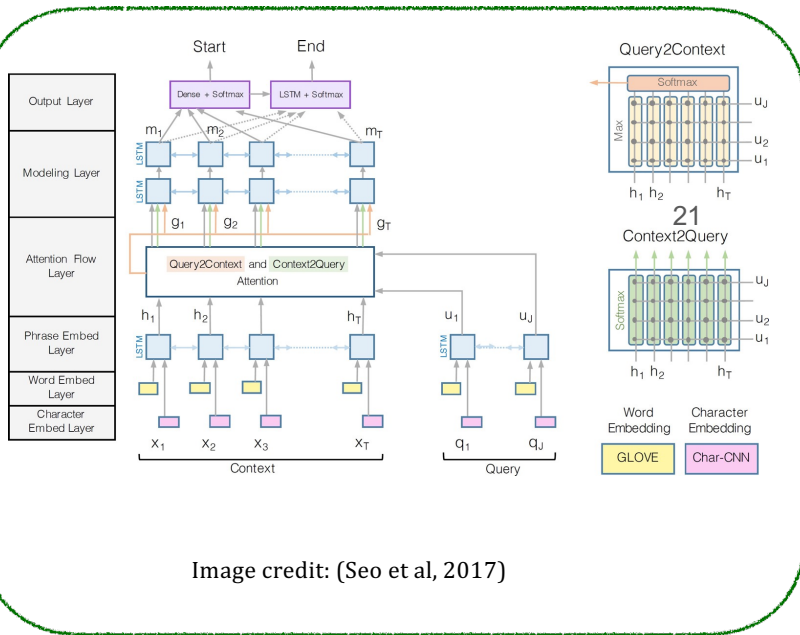 Start End
Output Layer
Dense + Softmax
LSTM + Softmax
m1 m2 mT
Modeling Layer
LSTM
LSTM
g1 g2 gT
Attention Flow
Layer
Query2Context and Context2Query
Attention
h1 h2 hT u1 uJ
Phrase Embed
Layer
LSTM
LSTM
Word Embed
Layer
Character
Embed Layer
x1 x2 x3 xT q1 qJ
Context Query
Query2Context
Softmax
Max
uJ
u2
u1
h1 h2 hT
21
Context2Query
Softmax
uJ
u2
u1
h1 h2 hT
Word
Embedding
GLOVE
Character
Embedding
Char-CNN
Image credit: (Seo et al, 2017)